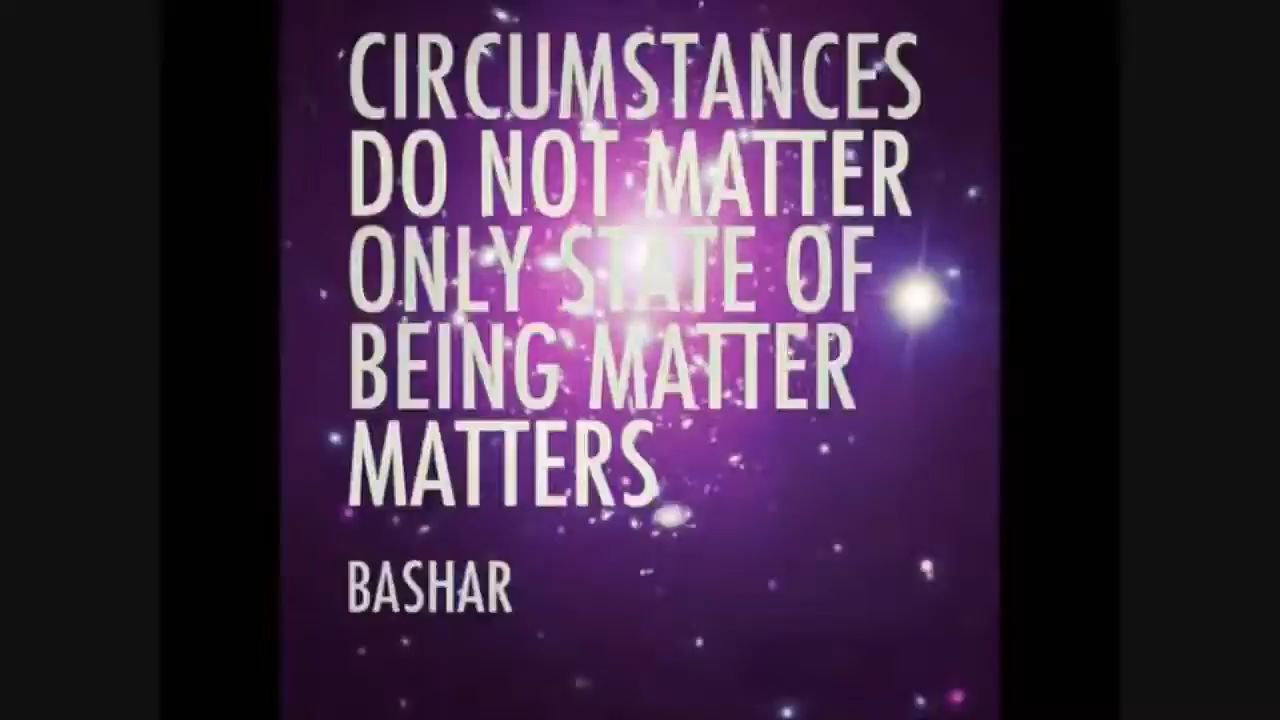 CIRCUMSTANCES
DO NOT MATTER
ONLY STATE OF
BEING MATTER
MATTERS
BASHAR